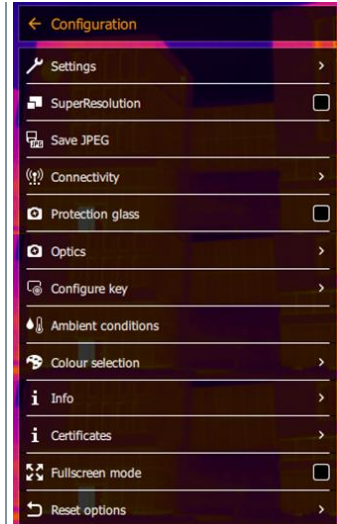 Configuration
Settings
SuperResolution
JPG
Save JPEG
Connectivity
Protection glass
Optics
Configure key
Ambient conditions
Colour selection
Info
Certificates
Fullscreen mode
Reset options